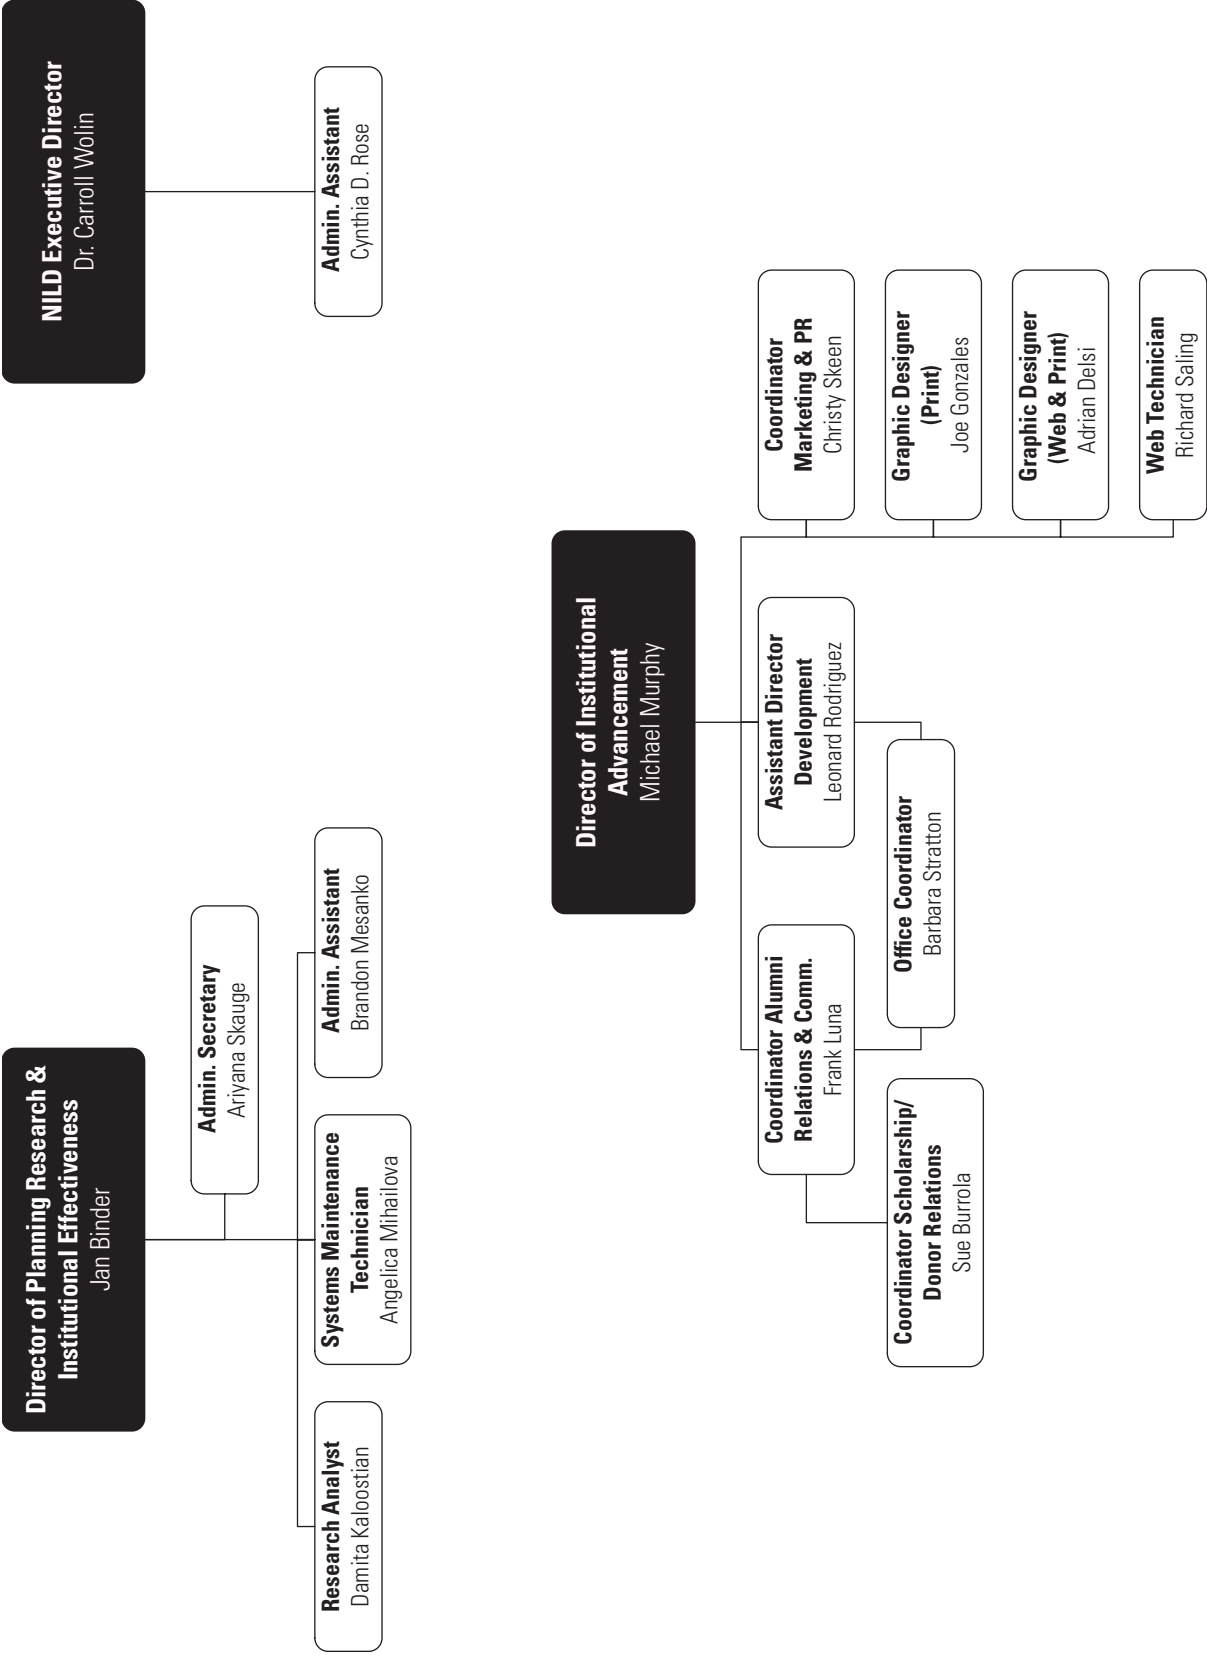 Director of Planning Research &
Institutional Effectiveness
Jan Binder
Admin. Secretary
Ariyana Skauge
Research Analyst
Damita Kaloostian
Systems Maintenance
Technician
Angelica Mihailova
Admin. Assistant
Brandon Mesanko
NILD Executive Director
Dr. Carroll Wolin
Admin. Assistant
Cynthia D. Rose
Director of Institutional
Advancement
Michael Murphy
Coordinator Alumni
Relations & Comm.
Frank Luna
Assistant Director
Development
Leonard Rodriguez
Coordinator Scholarship/
Donor Relations
Sue Burrola
Office Coordinator
Barbara Stratton
Coordinator
Marketing & PR
Christy Skeen
Graphic Designer
(Print)
Joe Gonzales
Graphic Designer
(Web & Print)
Adrian Delsi
Web Technician
Richard Saling